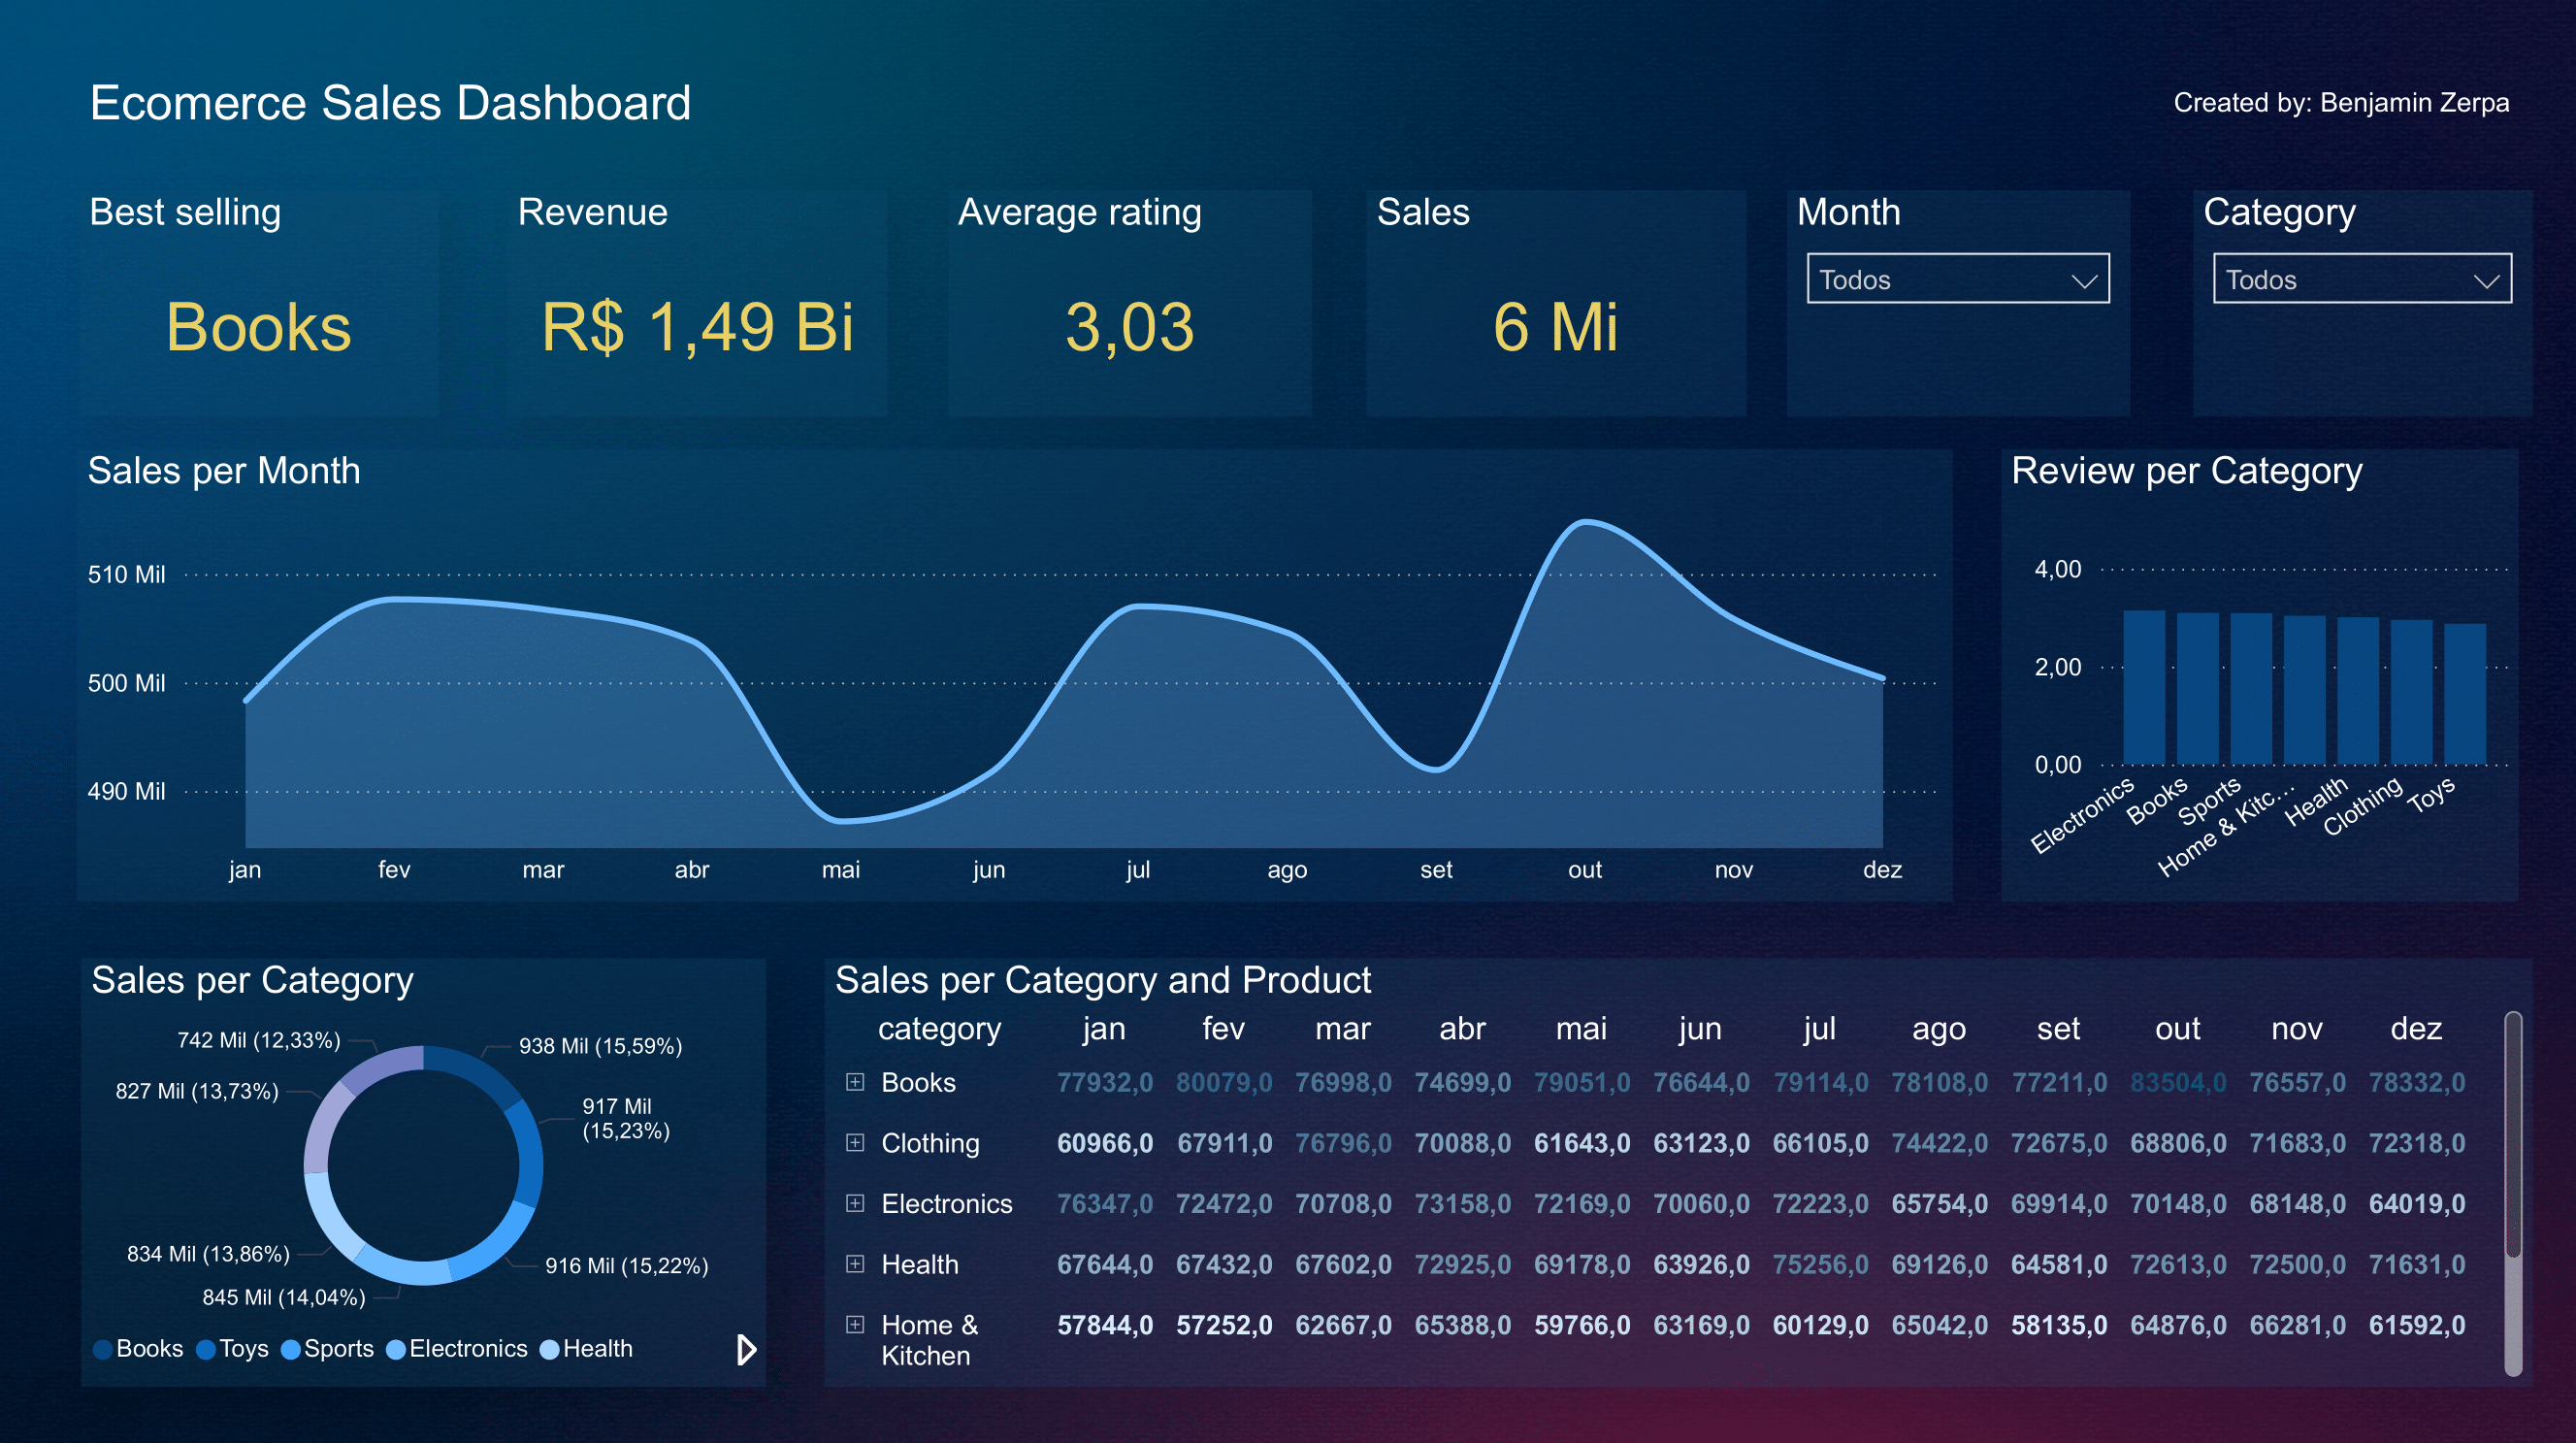 Ecomerce Sales Dashboard
Created by: Benjamin Zerpa
Best selling
Books
Revenue
R$ 1,49 Bi
Average rating
3,03
Sales
6 Mi
Month
Todos
Category
Todos
Sales per Month
510 Mil
500 Mil
490 Mil
jan fev mar abr mai jun jul ago set out nov dez
Review per Category
4,00
2,00
0,00
Electronics
Books
Sports
Home & Kitc...
Health
Clothing
Toys
Sales per Category
742 Mil (12,33%)
938 Mil (15,59%)
827 Mil (13,73%)
917 Mil
(15,23%)
834 Mil (13,86%)
916 Mil (15,22%)
845 Mil (14,04%)
Books Toys Sports Electronics Health
Sales per Category and Product
category jan fev mar abr mai jun jul ago set out nov dez
Books 77932,0 80079,0 76998,0 74699,0 79051,0 76644,0 79114,0 78108,0 77211,0 83504,0 76557,0 78332,0
Clothing 60966,0 67911,0 76796,0 70088,0 61643,0 63123,0 66105,0 74422,0 72675,0 68806,0 71683,0 72318,0
Electronics 76347,0 72472,0 70708,0 73158,0 72169,0 70060,0 72223,0 65754,0 69914,0 70148,0 68148,0 64019,0
Health 67644,0 67432,0 67602,0 72925,0 69178,0 63926,0 75256,0 69126,0 64581,0 72613,0 72500,0 71631,0
Home & 57844,0 57252,0 62667,0 65388,0 59766,0 63169,0 60129,0 65042,0 58135,0 64876,0 66281,0 61592,0
Kitchen